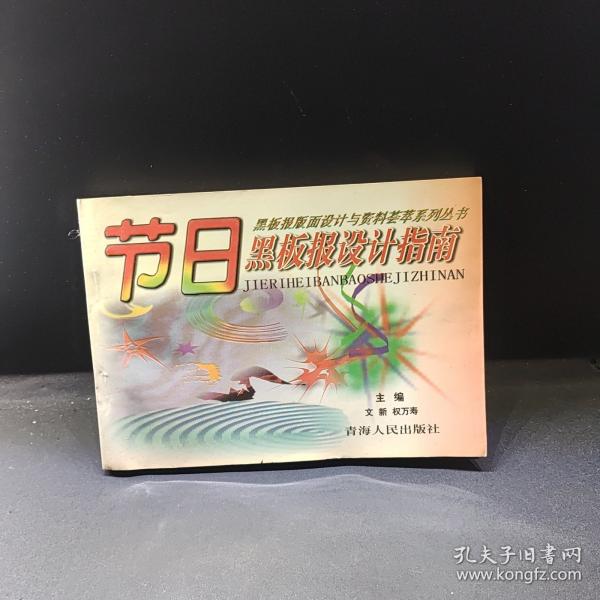 黑板报版面设计与资料荟萃系列丛书
节日
黑板报设计指南
JIERIHEIBANBAOSHEJIZHINAN
主编
文新 权万寿
青海人民出版社
孔夫子旧书网
www.kongfz.com